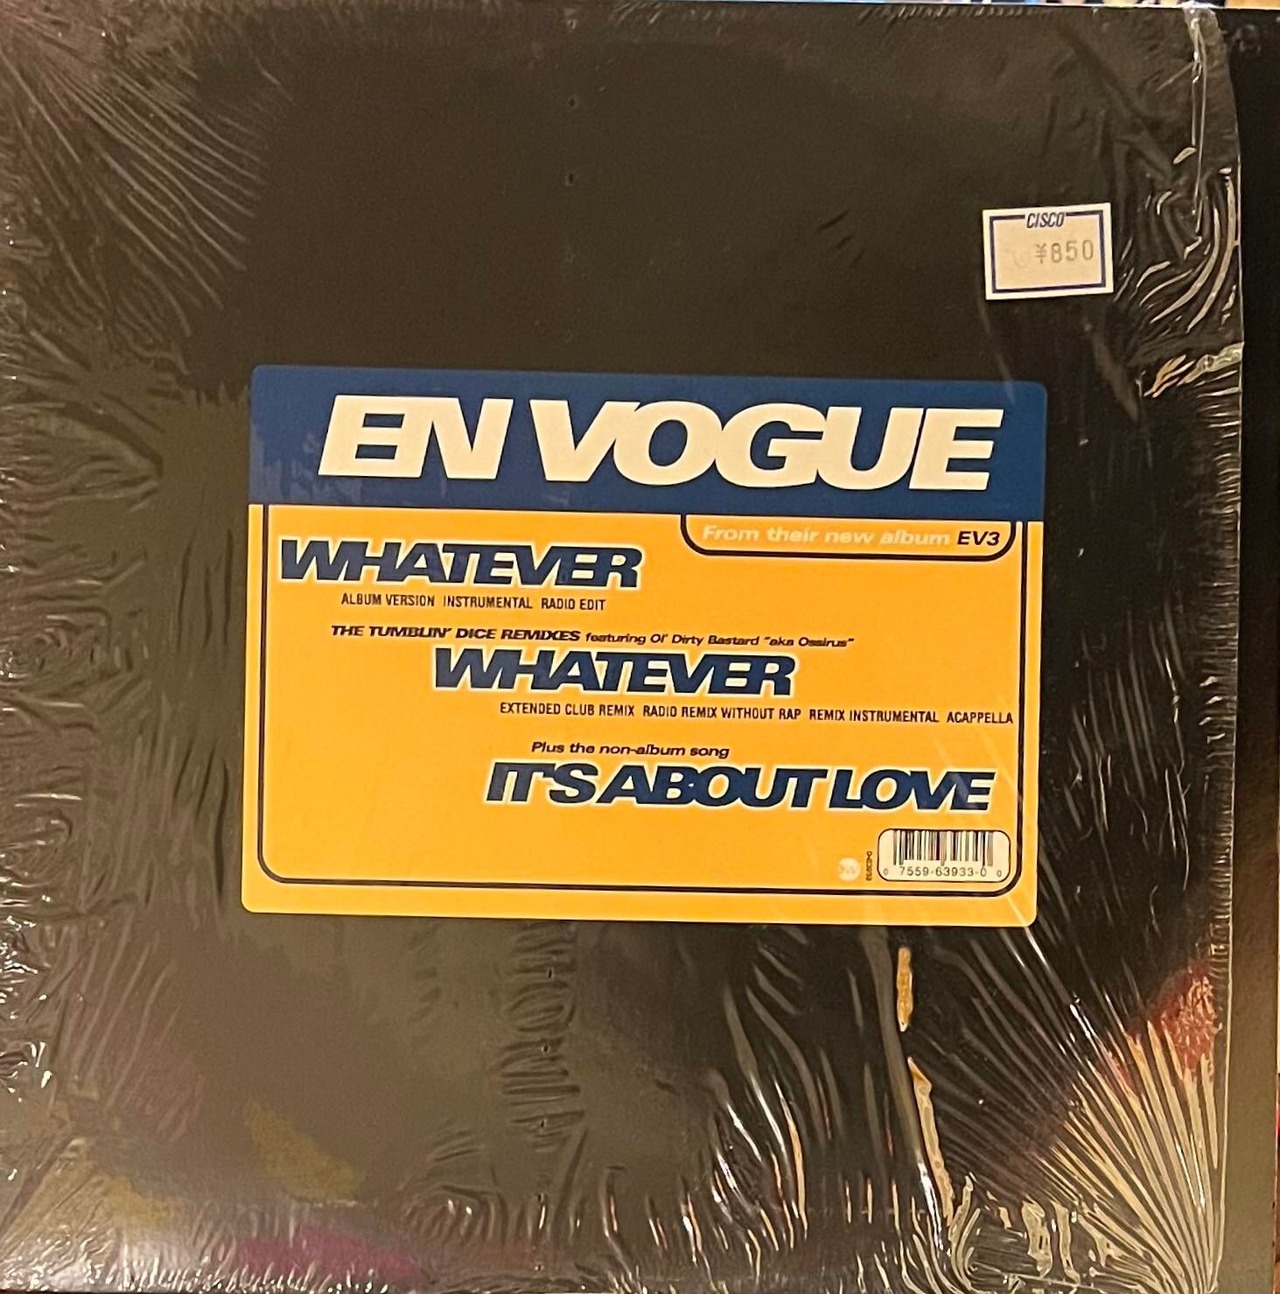 CISCO
¥850
EN VOGUE
From their new album EV3
WHATEVER
ALBUM VERSION INSTRUMENTAL RADIO EDIT
THE TUMBLIN' DICE REMIXES featuring Ol' Dirty Bastard "aka Ossirus"
WHATEVER
EXTENDED CLUB REMIX RADIO REMIX WITHOUT RAP REMIX INSTRUMENTAL ACAPPELLA
Plus the non-album song
IT'S ABOUT LOVE
0 7559-63933-0 0